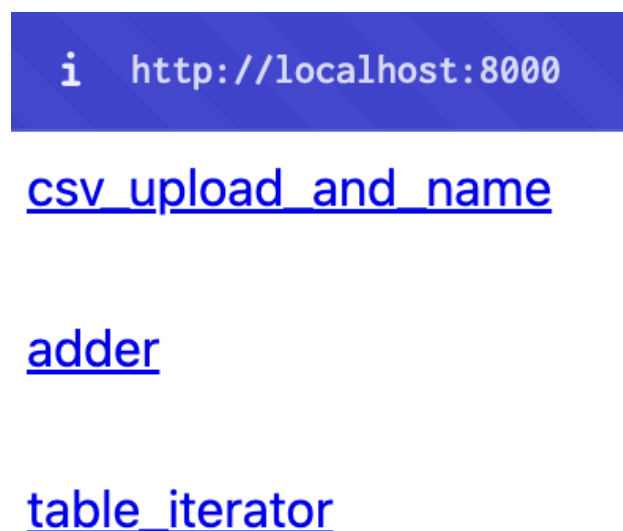 i http://localhost:8000
csv_upload_and_name
adder
table_iterator